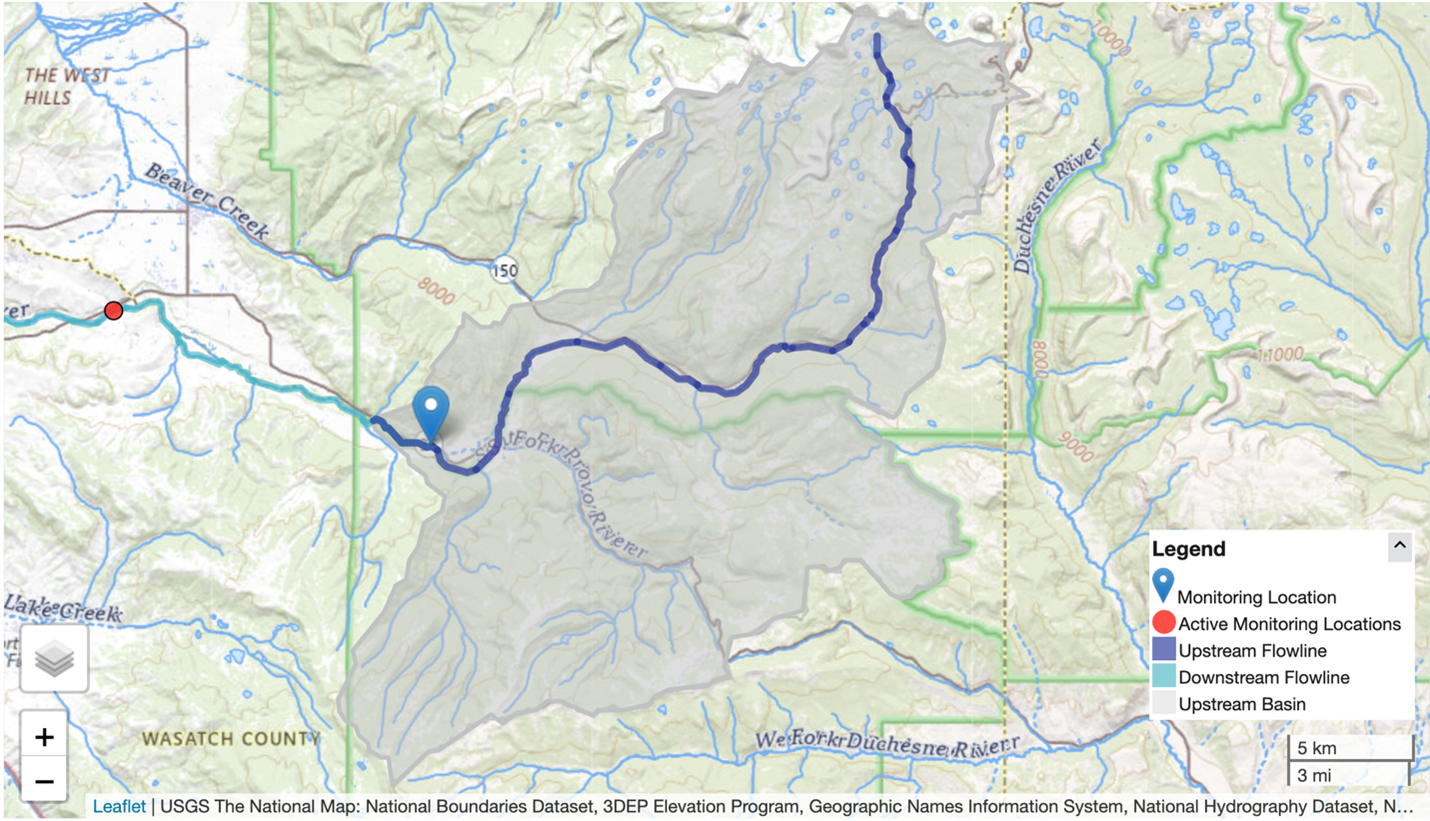 THE WEST
HILLS
10000
Beaver Creek
Duchesne River
150
8000
er
8000
11000
9000
Fork Provo River
Legend
Monitoring Location
Active Monitoring Locations
Upstream Flowline
Downstream Flowline
Upstream Basin
Lake Creek
WASATCH COUNTY
Fork Duchesne River
+
−
5 km
3 mi
Leaflet | USGS The National Map: National Boundaries Dataset, 3DEP Elevation Program, Geographic Names Information System, National Hydrography Dataset, N...